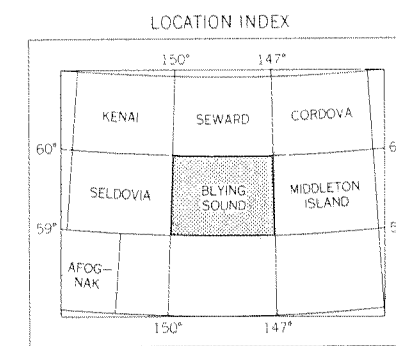 LOCATION INDEX
150° 147°
KENAI SEWARD CORDOVA
60° 6
SELDOVIA BLYING SOUND MIDDLETON ISLAND
59° 5
AFOG-
NAK
150° 147°